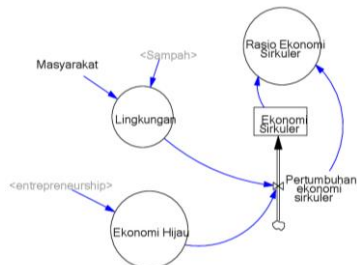 Rasio Ekonomi
Sirkuler
<Sampah>
Masyarakat
Lingkungan
Ekonomi
Sirkuler
<entrepreneurship>
Pertumbuhan
ekonomi
sirkuler
Ekonomi Hijau